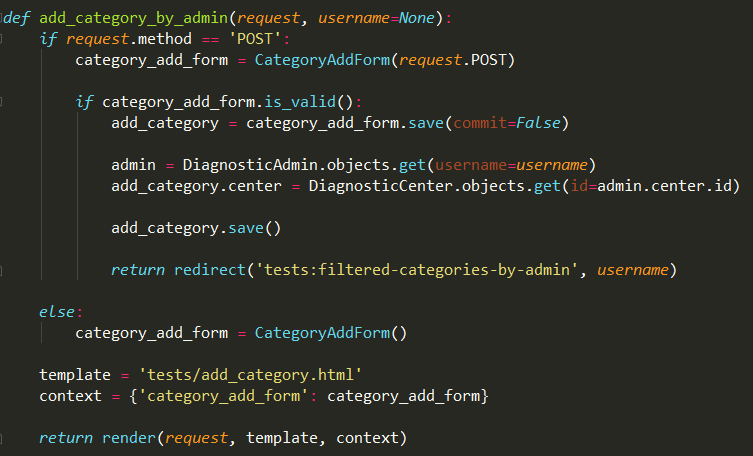 def add_category_by_admin(request, username=None):
    if request.method == 'POST':
        category_add_form = CategoryAddForm(request.POST)

        if category_add_form.is_valid():
            add_category = category_add_form.save(commit=False)

            admin = DiagnosticAdmin.objects.get(username=username)
            add_category.center = DiagnosticCenter.objects.get(id=admin.center.id)

            add_category.save()

            return redirect('tests:filtered-categories-by-admin', username)

    else:
        category_add_form = CategoryAddForm()

    template = 'tests/add_category.html'
    context = {'category_add_form': category_add_form}

    return render(request, template, context)